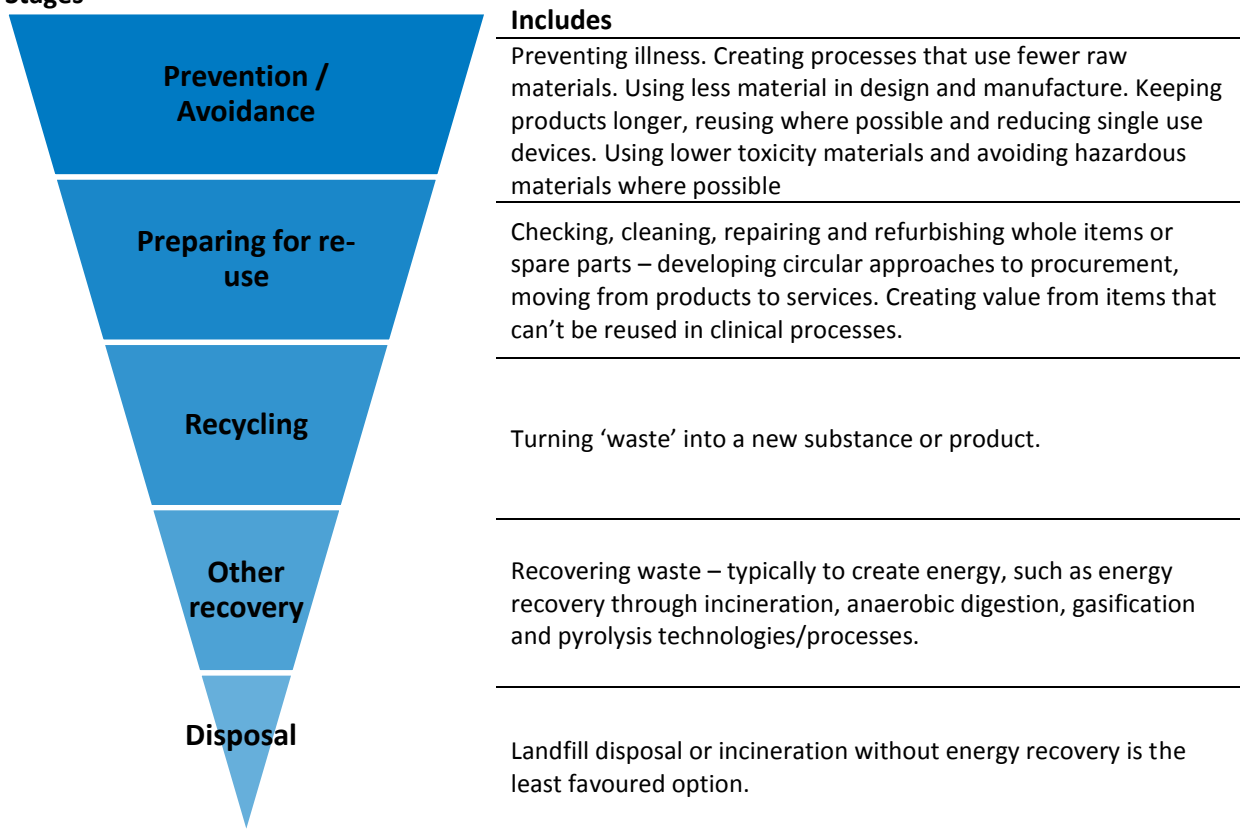 Stages
Includes
Prevention /
Avoidance
Preventing illness. Creating processes that use fewer raw
materials. Using less material in design and manufacture. Keeping
products longer, reusing where possible and reducing single use
devices. Using lower toxicity materials and avoiding hazardous
materials where possible
Preparing for re-
use
Checking, cleaning, repairing and refurbishing whole items or
spare parts – developing circular approaches to procurement,
moving from products to services. Creating value from items that
can’t be reused in clinical processes.
Recycling
Turning ‘waste’ into a new substance or product.
Other
recovery
Recovering waste – typically to create energy, such as energy
recovery through incineration, anaerobic digestion, gasification
and pyrolysis technologies/processes.
Disposal
Landfill disposal or incineration without energy recovery is the
least favoured option.